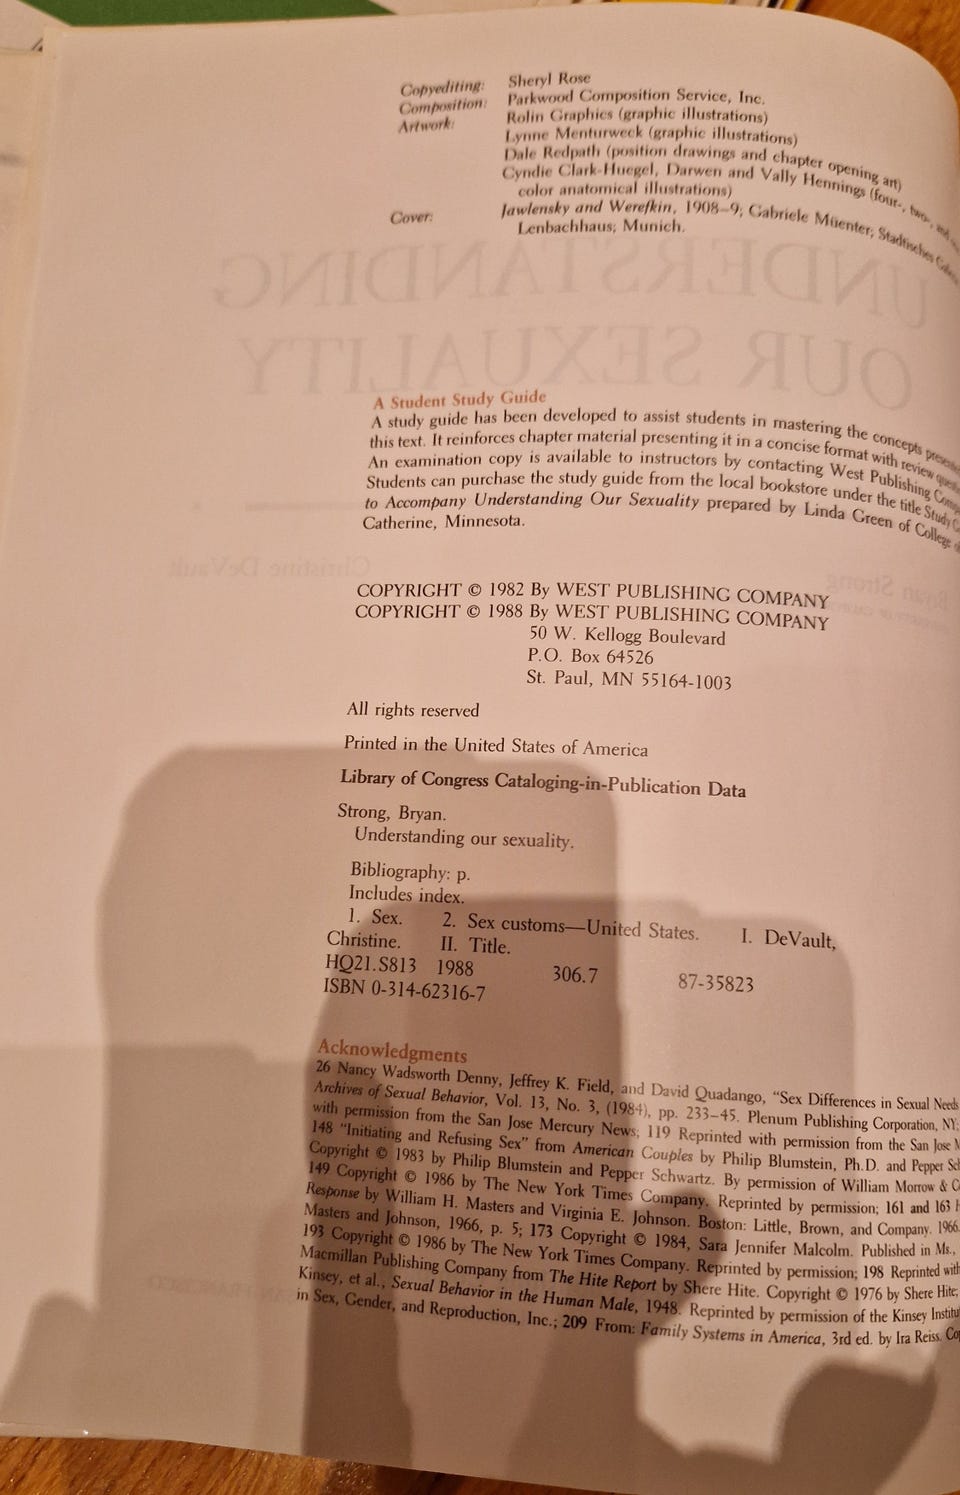 Copyediting: Sheryl Rose
Composition: Parkwood Composition Service, Inc.
Artwork: Rolin Graphics (graphic illustrations)
Lynne Menturweck (graphic illustrations)
Dale Redpath (position drawings and chapter opening art)
Cyndie Clark-Huegel, Darwen and Vally Hennings (four-, two-, and
color anatomical illustrations)
Cover: Jawlensky and Werefkin, 1908–9; Gabriele Müenter; Stadtisches
Lenbachhaus; Munich.
UNDERSTANDING
OUR SEXUALITY
A Student Study Guide
A study guide has been developed to assist students in mastering the concepts
this text. It reinforces chapter material presenting it in a concise format with review
An examination copy is available to instructors by contacting West Publishing
Students can purchase the study guide from the local bookstore under the title Study
to Accompany Understanding Our Sexuality prepared by Linda Green of College
Catherine, Minnesota.
Christine DeVault
Bryan Strong
COPYRIGHT © 1982 By WEST PUBLISHING COMPANY
COPYRIGHT © 1988 By WEST PUBLISHING COMPANY
50 W. Kellogg Boulevard
P.O. Box 64526
St. Paul, MN 55164-1003
All rights reserved
Printed in the United States of America
Library of Congress Cataloging-in-Publication Data
Strong, Bryan.
Understanding our sexuality.
Bibliography: p.
Includes index.
1. Sex. 2. Sex customs—United States. I. DeVault,
Christine. II. Title.
HQ21.S813 1988 306.7 87-35823
ISBN 0-314-62316-7
Acknowledgments
26 Nancy Wadsworth Denny, Jeffrey K. Field, and David Quadango, "Sex Differences in Sexual Needs
Archives of Sexual Behavior, Vol. 13, No. 3, (1984), pp. 233–45. Plenum Publishing Corporation, NY;
with permission from the San Jose Mercury News; 119 Reprinted with permission from the San Jose
148 "Initiating and Refusing Sex" from American Couples by Philip Blumstein, Ph.D. and Pepper
Copyright © 1983 by Philip Blumstein and Pepper Schwartz. By permission of William Morrow &
149 Copyright © 1986 by The New York Times Company. Reprinted by permission; 161 and 163
Response by William H. Masters and Virginia E. Johnson. Boston: Little, Brown, and Company. 1966.
Masters and Johnson, 1966, p. 5; 173 Copyright © 1984, Sara Jennifer Malcolm. Published in Ms.,
193 Copyright © 1986 by The New York Times Company. Reprinted by permission; 198 Reprinted with
Macmillan Publishing Company from The Hite Report by Shere Hite. Copyright © 1976 by Shere Hite;
Kinsey, et al., Sexual Behavior in the Human Male, 1948. Reprinted by permission of the Kinsey
in Sex, Gender, and Reproduction, Inc.; 209 From: Family Systems in America, 3rd ed. by Ira Reiss.